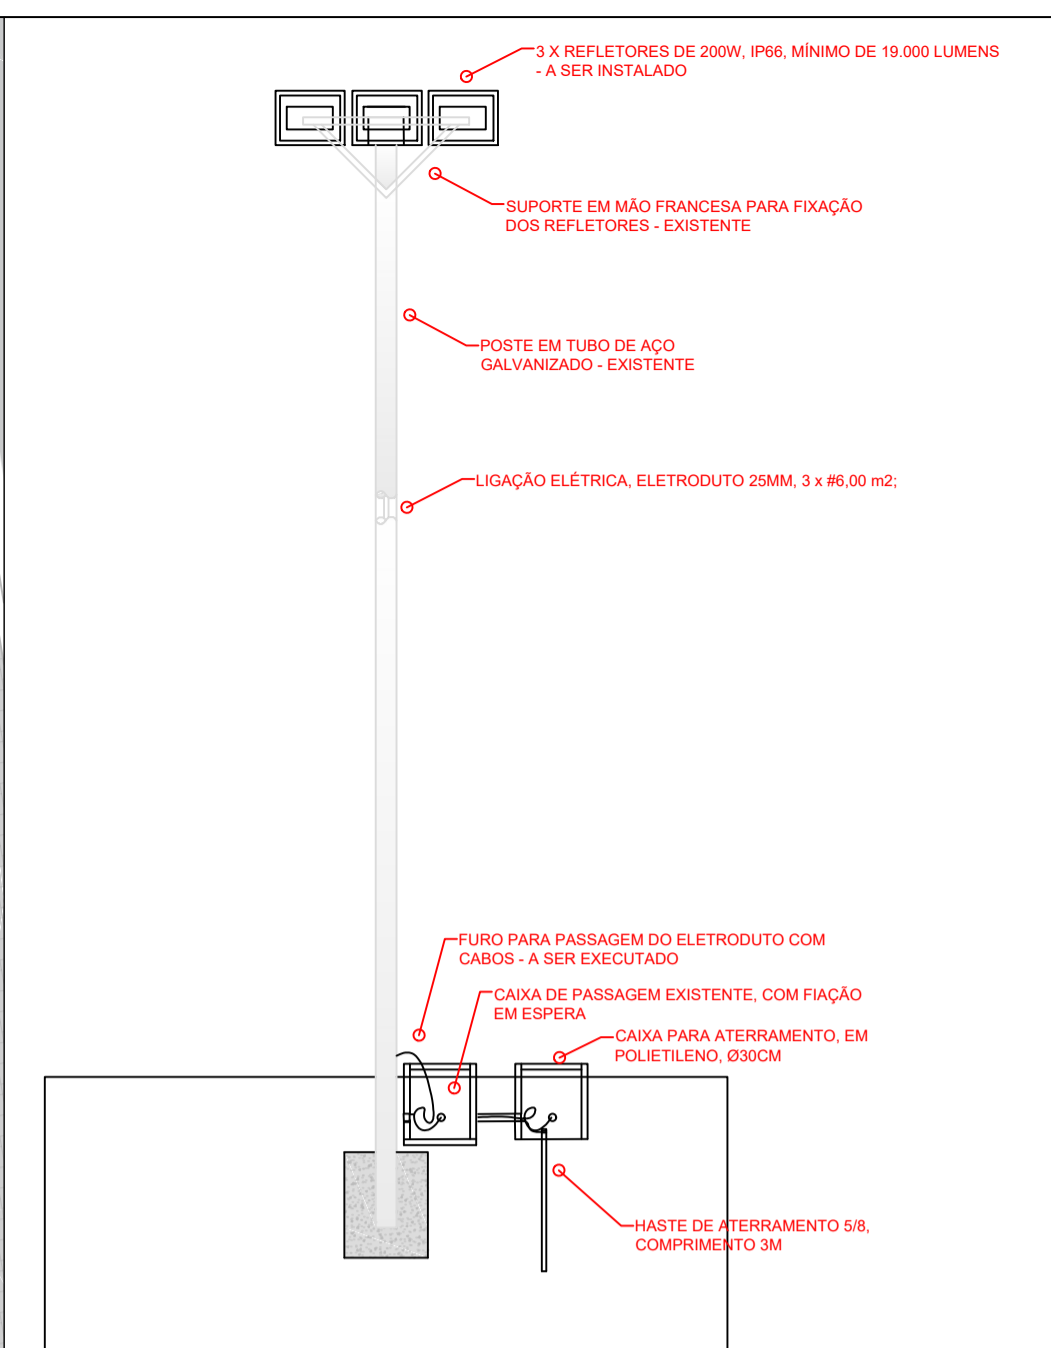 3 X REFLETORES DE 200W, IP66, MÍNIMO DE 19.000 LUMENS
- A SER INSTALADO
SUPORTE EM MÃO FRANCESA PARA FIXAÇÃO
DOS REFLETORES - EXISTENTE
POSTE EM TUBO DE AÇO
GALVANIZADO - EXISTENTE
LIGAÇÃO ELÉTRICA, ELETRODUTO 25MM, 3 x #6,00 m2;
FURO PARA PASSAGEM DO ELETRODUTO COM
CABOS - A SER EXECUTADO
CAIXA DE PASSAGEM EXISTENTE, COM FIAÇÃO
EM ESPERA
CAIXA PARA ATERRAMENTO, EM
POLIETILENO, Ø30CM
HASTE DE ATERRAMENTO 5/8,
COMPRIMENTO 3M